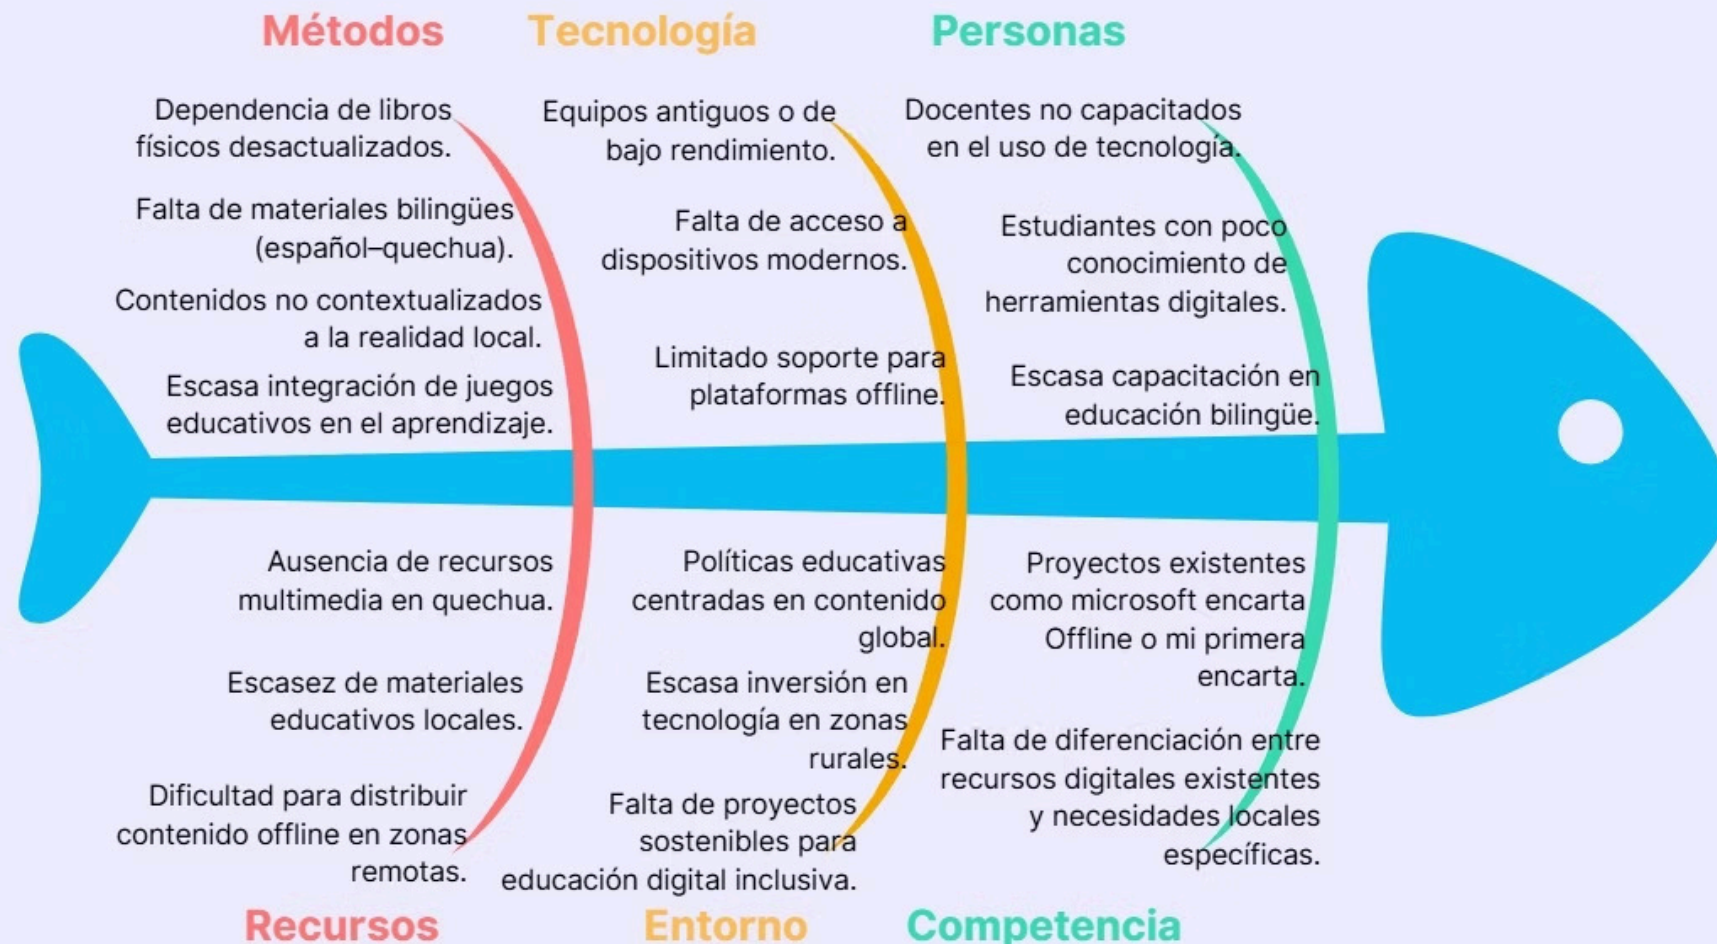 Métodos
Tecnología
Personas
Dependencia de libros
físicos desactualizados.
Falta de materiales bilingües
(español–quechua).
Contenidos no contextualizados
a la realidad local.
Escasa integración de juegos
educativos en el aprendizaje.
Equipos antiguos o de
bajo rendimiento.
Falta de acceso a
dispositivos modernos.
Limitado soporte para
plataformas offline.
Docentes no capacitados
en el uso de tecnología.
Estudiantes con poco
conocimiento de
herramientas digitales.
Escasa capacitación en
educación bilingüe.
Ausencia de recursos
multimedia en quechua.
Escasez de materiales
educativos locales.
Dificultad para distribuir
contenido offline en zonas
remotas.
Políticas educativas
centradas en contenido
global.
Escasa inversión en
tecnología en zonas
rurales.
Falta de proyectos
sostenibles para
educación digital inclusiva.
Proyectos existentes
como microsoft encarta
Offline o mi primera
encarta.
Falta de diferenciación entre
recursos digitales existentes
y necesidades locales
específicas.
Recursos
Entorno
Competencia